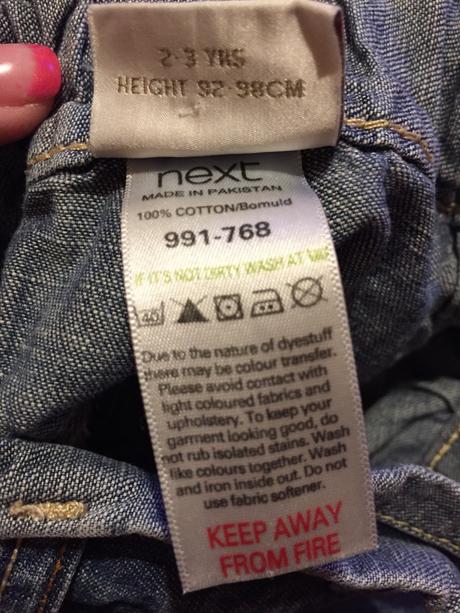 2-3 YRS
HEIGHT 92-98CM
next
MADE IN PAKISTAN
100% COTTON/Bomuld
991-768
IF IT'S NOT DIRTY WASH AT
40
Due to the nature of dyestuff
there may be colour transfer.
Please avoid contact with
light coloured fabrics and
upholstery. To keep your
garment looking good, do
not rub isolated stains. Wash
like colours together. Wash
and iron inside out. Do not
use fabric softener.
KEEP AWAY
FROM FIRE